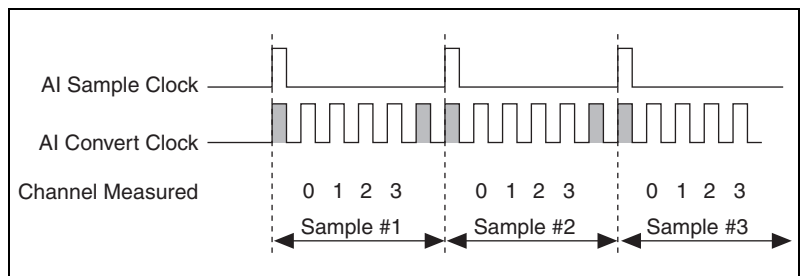 AI Sample Clock
AI Convert Clock
Channel Measured 0 1 2 3 0 1 2 3 0 1 2 3
Sample #1 Sample #2 Sample #3